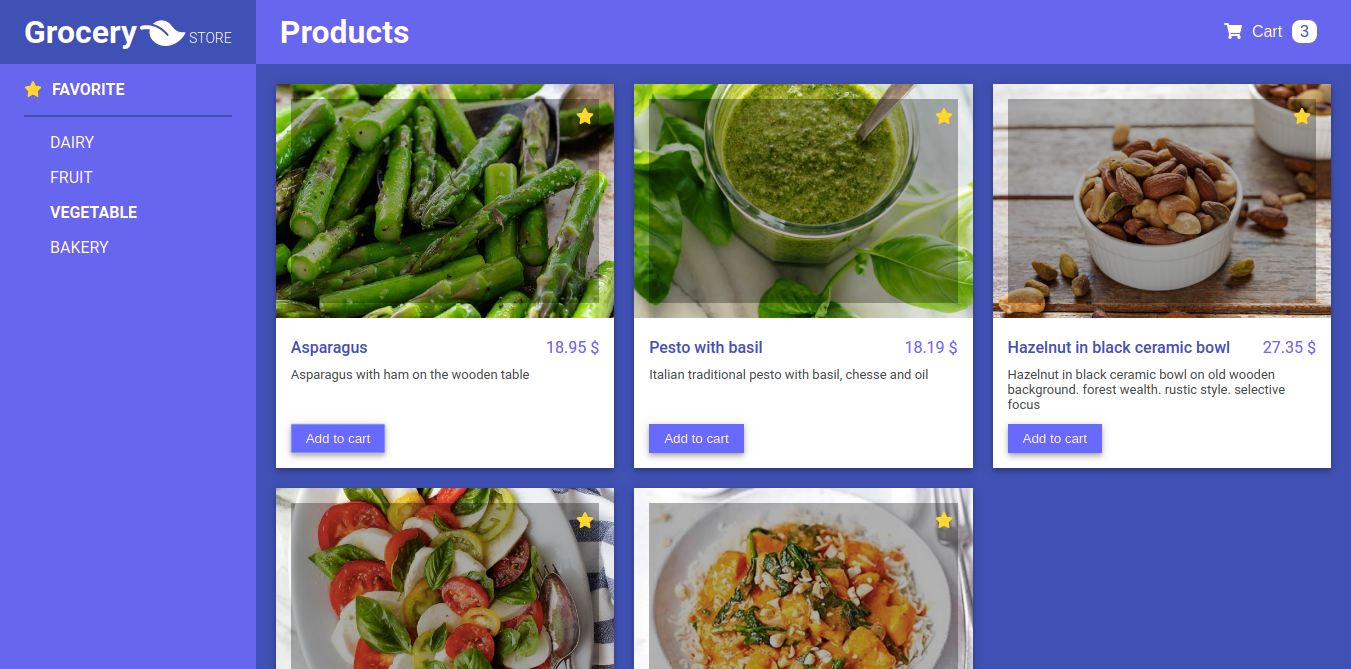 Grocery STORE
Products
Cart 3
FAVORITE
DAIRY
FRUIT
VEGETABLE
BAKERY
Asparagus 18.95 $
Asparagus with ham on the wooden table
Add to cart
Pesto with basil 18.19 $
Italian traditional pesto with basil, chesse and oil
Add to cart
Hazelnut in black ceramic bowl 27.35 $
Hazelnut in black ceramic bowl on old wooden
background. forest wealth. rustic style. selective
focus
Add to cart